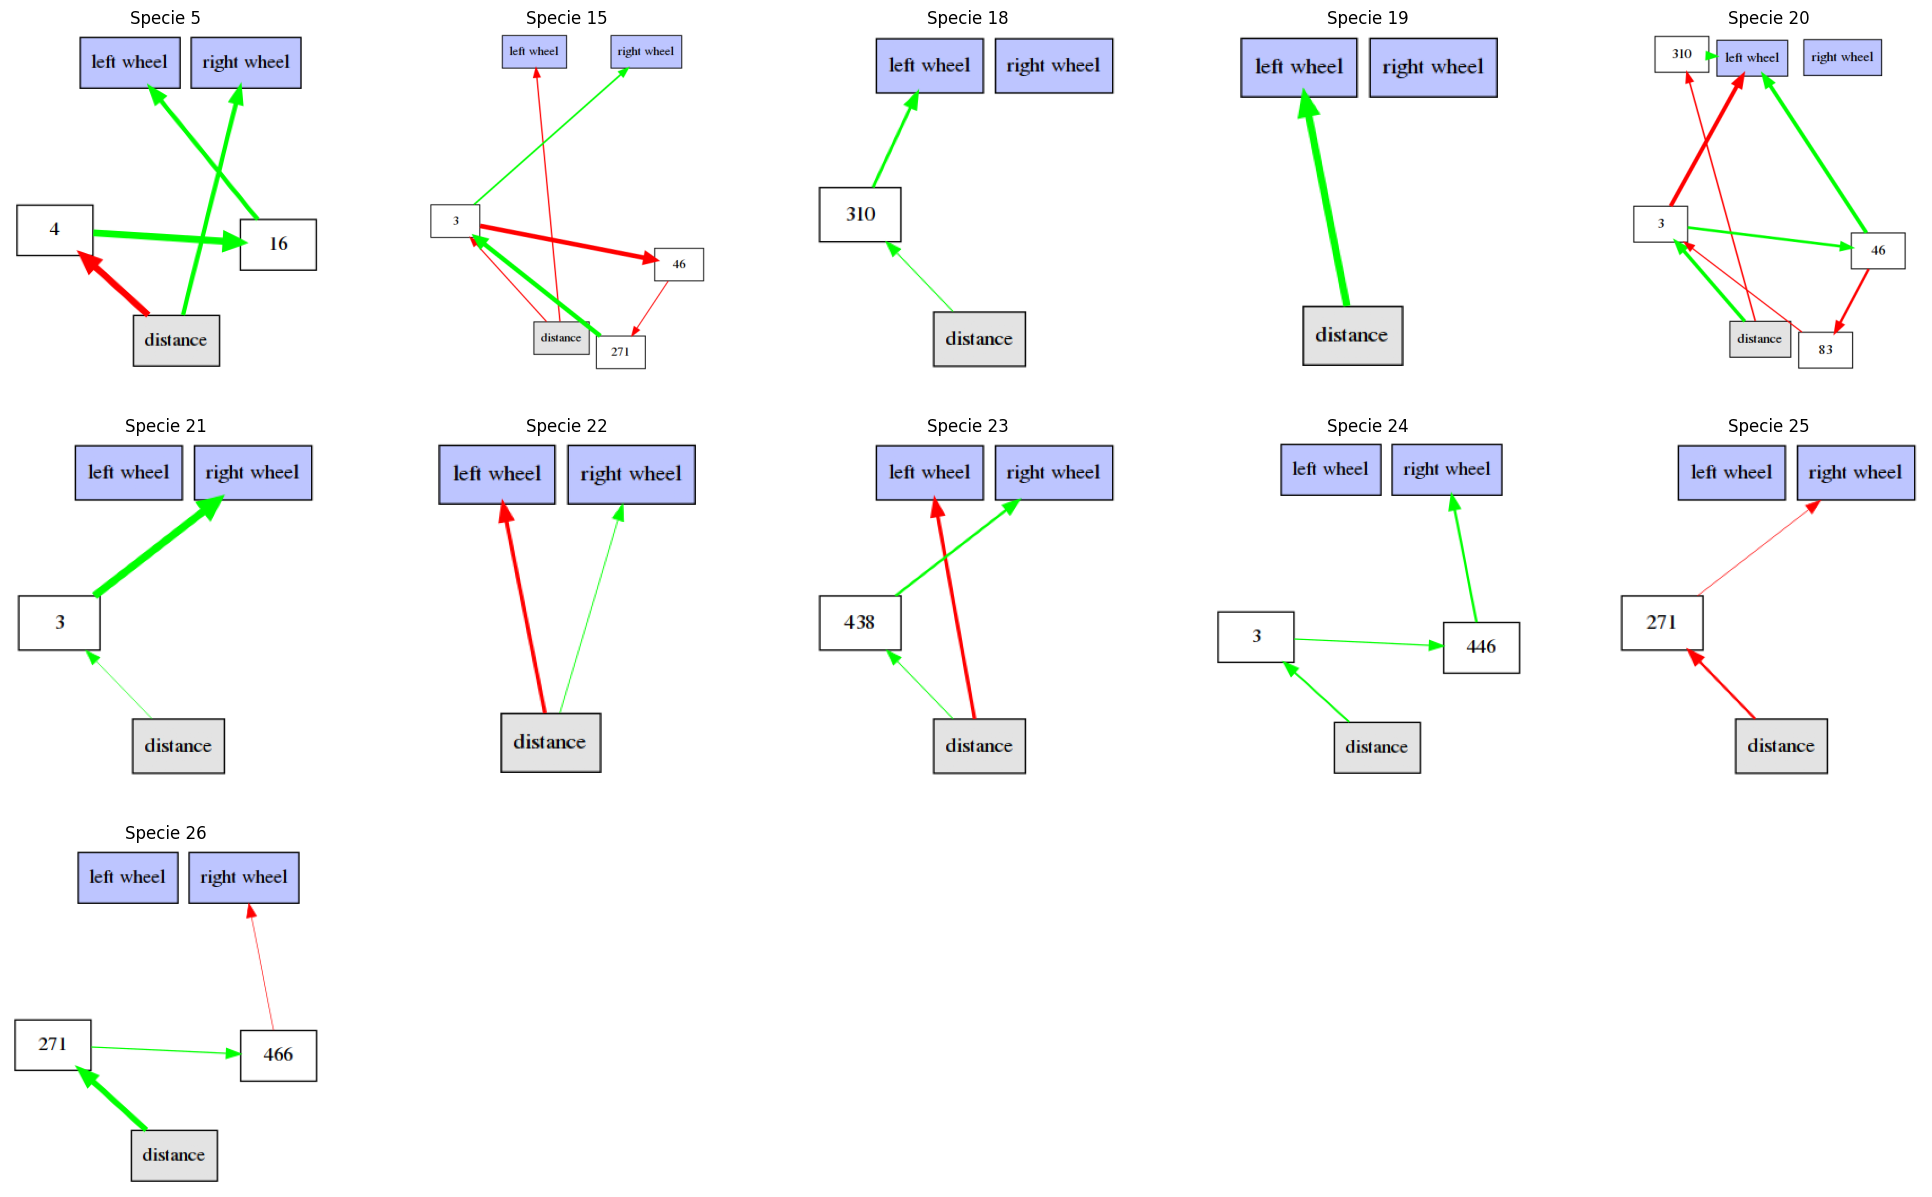 Specie 5
left wheel
right wheel
4
16
distance
Specie 15
left wheel
right wheel
3
46
distance
271
Specie 18
left wheel
right wheel
310
distance
Specie 19
left wheel
right wheel
distance
Specie 20
310
left wheel
right wheel
3
46
distance
83
Specie 21
left wheel
right wheel
3
distance
Specie 22
left wheel
right wheel
distance
Specie 23
left wheel
right wheel
438
distance
Specie 24
left wheel
right wheel
3
446
distance
Specie 25
left wheel
right wheel
271
distance
Specie 26
left wheel
right wheel
271
466
distance